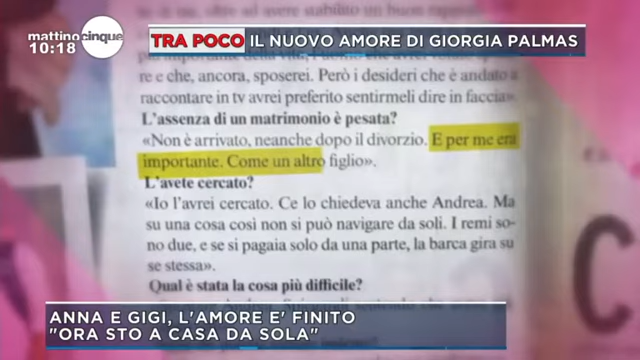 mattino cinque
10:18
TRA POCO IL NUOVO AMORE DI GIORGIA PALMAS
re e che, ancora, sposerei. Però i desideri che è andato a
raccontare in tv avrei preferito sentirmeli dire in faccia».
L'assenza di un matrimonio è pesata?
«Non è arrivato, neanche dopo il divorzio. E per me era
importante. Come un altro figlio».
L'avete cercato?
«Io l'avrei cercato. Ce lo chiedeva anche Andrea. Ma
su una cosa così non si può navigare da soli. I remi so-
no due, e se si pagaia solo da una parte, la barca gira su
se stessa».
Qual è stata la cosa più difficile?
ANNA E GIGI, L'AMORE E' FINITO
"ORA STO A CASA DA SOLA"